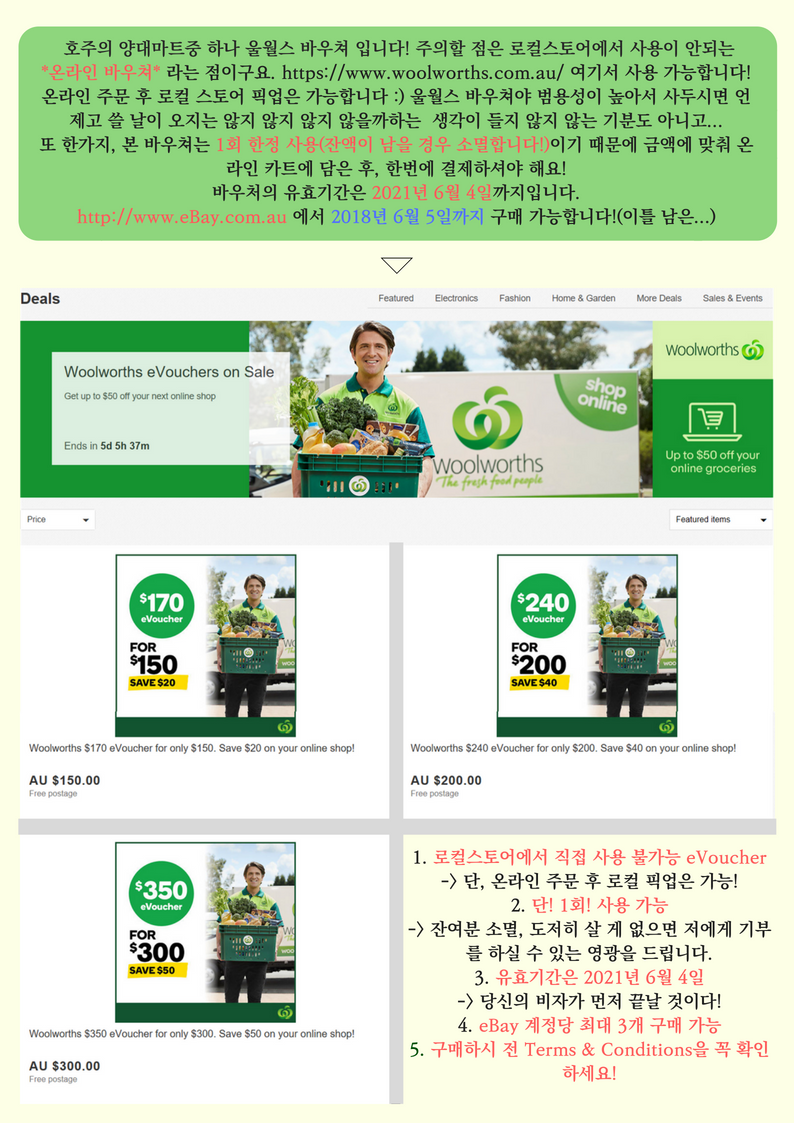 호주의 양대마트중 하나 울월스 바우쳐 입니다! 주의할 점은 로컬스토어에서 사용이 안되는
*온라인 바우쳐* 라는 점이구요. https://www.woolworths.com.au/ 여기서 사용 가능합니다!
온라인 주문 후 로컬 스토어 픽업은 가능합니다 :) 울월스 바우쳐야 범용성이 높아서 사두시면 언
제고 쓸 날이 오지는 않지 않지 않지 않을까하는 생각이 들지 않지 않는 기분도 아니고...
또 한가지, 본 바우쳐는 1회 한정 사용(잔액이 남을 경우 소멸합니다!)이기 때문에 금액에 맞춰 온
라인 카트에 담은 후, 한번에 결제하셔야 해요!
바우처의 유효기간은 2021년 6월 4일까지입니다.
http://www.eBay.com.au 에서 2018년 6월 5일까지 구매 가능합니다!(이틀 남은...)
Deals
Featured Electronics Fashion Home & Garden More Deals Sales & Events
Woolworths eVouchers on Sale
Get up to $50 off your next online shop
Ends in 5d 5h 37m
shop
online
Woolworths
The fresh food people
Woolworths
Up to $50 off your
online groceries
Price
Featured items
$170
eVoucher
FOR
$150
SAVE $20
Woolworths $170 eVoucher for only $150. Save $20 on your online shop!
AU $150.00
Free postage
$240
eVoucher
FOR
$200
SAVE $40
Woolworths $240 eVoucher for only $200. Save $40 on your online shop!
AU $200.00
Free postage
$350
eVoucher
FOR
$300
SAVE $50
Woolworths $350 eVoucher for only $300. Save $50 on your online shop!
AU $300.00
Free postage
1. 로컬스토어에서 직접 사용 불가능 eVoucher
-> 단, 온라인 주문 후 로컬 픽업은 가능!
2. 단! 1회! 사용 가능
-> 잔여분 소멸, 도저히 살 게 없으면 저에게 기부
를 하실 수 있는 영광을 드립니다.
3. 유효기간은 2021년 6월 4일
-> 당신의 비자가 먼저 끝날 것이다!
4. eBay 계정당 최대 3개 구매 가능
5. 구매하시 전 Terms & Conditions을 꼭 확인
하세요!